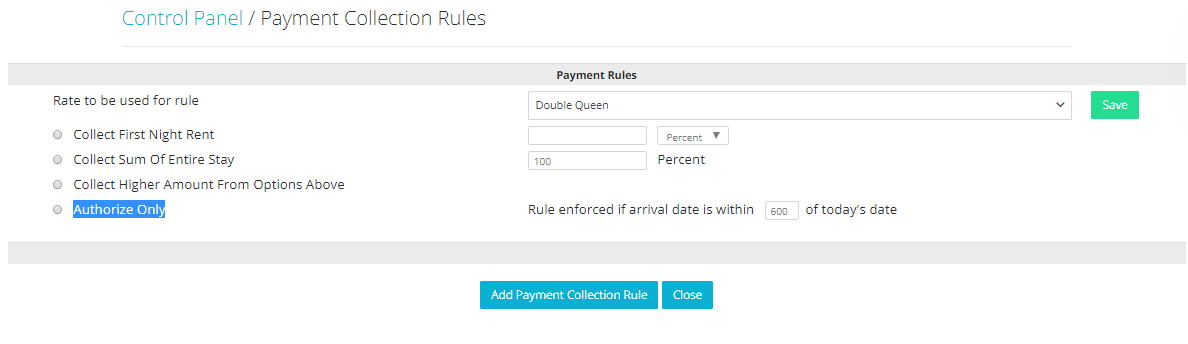 Control Panel / Payment Collection Rules
Payment Rules
Rate to be used for rule
Double Queen
Save
Collect First Night Rent
Percent
Collect Sum Of Entire Stay
100
Percent
Collect Higher Amount From Options Above
Authorize Only
Rule enforced if arrival date is within 600 of today's date
Add Payment Collection Rule
Close